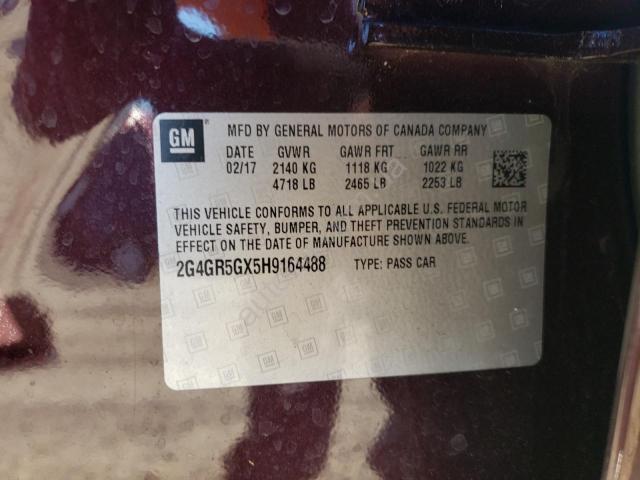 GM
MFD BY GENERAL MOTORS OF CANADA COMPANY
DATE GVWR GAWR FRT GAWR RR
02/17 2140 KG 1118 KG 1022 KG
4718 LB 2465 LB 2253 LB
THIS VEHICLE CONFORMS TO ALL APPLICABLE U.S. FEDERAL MOTOR
VEHICLE SAFETY, BUMPER, AND THEFT PREVENTION STANDARDS IN
EFFECT ON THE DATE OF MANUFACTURE SHOWN ABOVE.
2G4GR5GX5H9164488 TYPE: PASS CAR